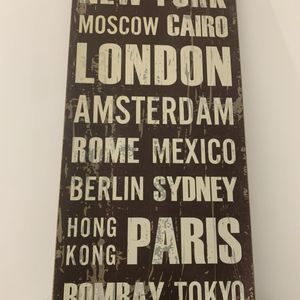 NEW YORK
MOSCOW CAIRO
LONDON
AMSTERDAM
ROME MEXICO
BERLIN SYDNEY
HONG KONG PARIS
BOMBAY TOKYO